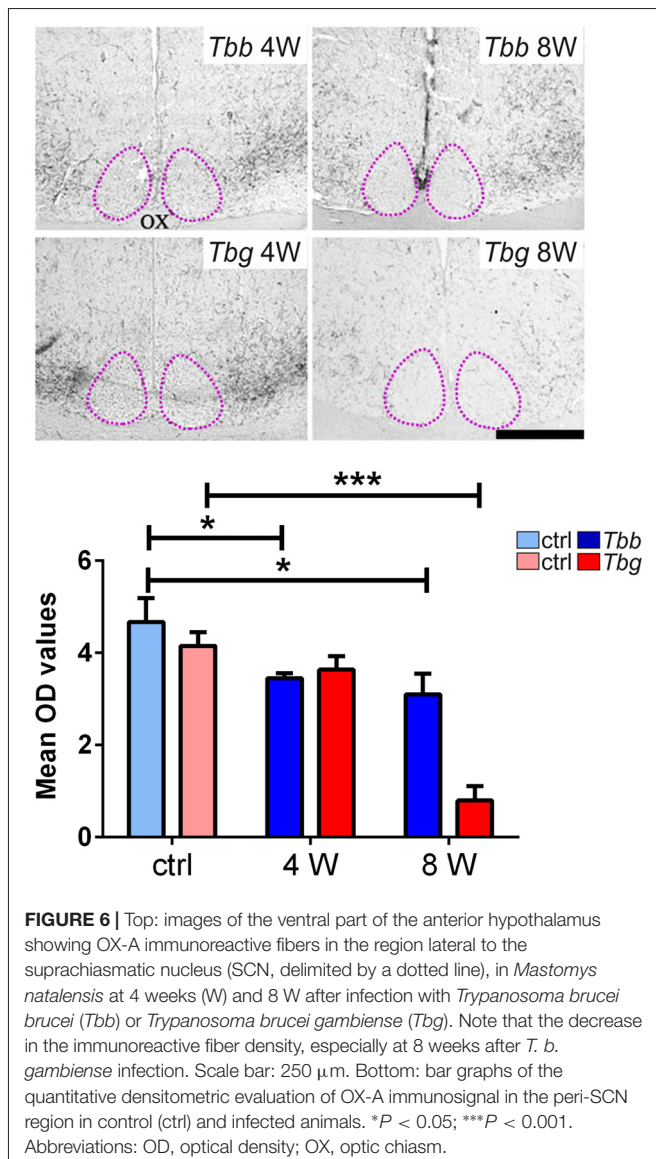 Tbb 4W
Tbb 8W
OX
Tbg 4W
Tbg 8W
***
*
*
ctrl Tbb
ctrl Tbg
Mean OD values
6
4
2
0
ctrl
4 W
8 W
FIGURE 6 | Top: images of the ventral part of the anterior hypothalamus
showing OX-A immunoreactive fibers in the region lateral to the
suprachiasmatic nucleus (SCN, delimited by a dotted line), in Mastomys
natalensis at 4 weeks (W) and 8 W after infection with Trypanosoma brucei
brucei (Tbb) or Trypanosoma brucei gambiense (Tbg). Note that the decrease
in the immunoreactive fiber density, especially at 8 weeks after T. b.
gambiense infection. Scale bar: 250 μm. Bottom: bar graphs of the
quantitative densitometric evaluation of OX-A immunosignal in the peri-SCN
region in control (ctrl) and infected animals. *P < 0.05; ***P < 0.001.
Abbreviations: OD, optical density; OX, optic chiasm.